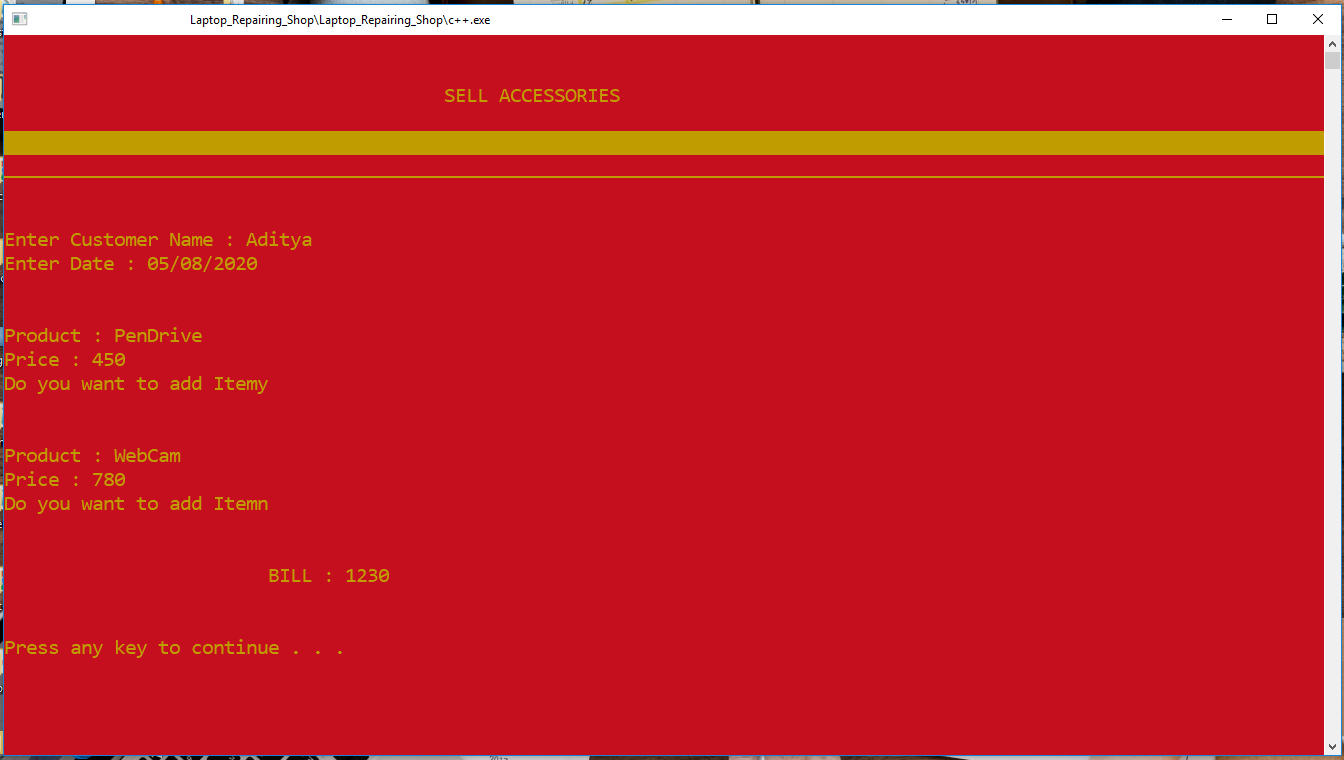 Laptop_Repairing_Shop\Laptop_Repairing_Shop\c++.exe
SELL ACCESSORIES
Enter Customer Name : Aditya
Enter Date : 05/08/2020
Product : PenDrive
Price : 450
Do you want to add Itemy
Product : WebCam
Price : 780
Do you want to add Itemn
BILL : 1230
Press any key to continue . . .